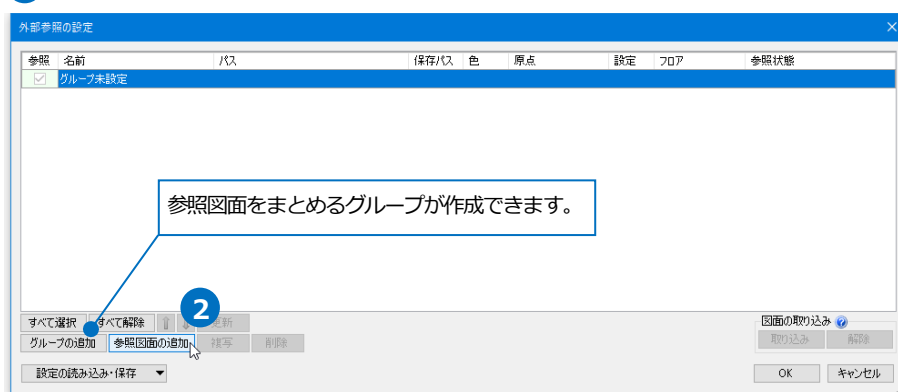 外部参照の設定
参照 名前 パス 保存パス 色 原点 設定 フロア 参照状態
グループ未設定
参照図面をまとめるグループが作成できます。
2
すべて選択 すべて解除 更新
図面の取り込み
グループの追加 参照図面の追加 複写 削除
取り込み 解除
設定の読み込み・保存
OK キャンセル